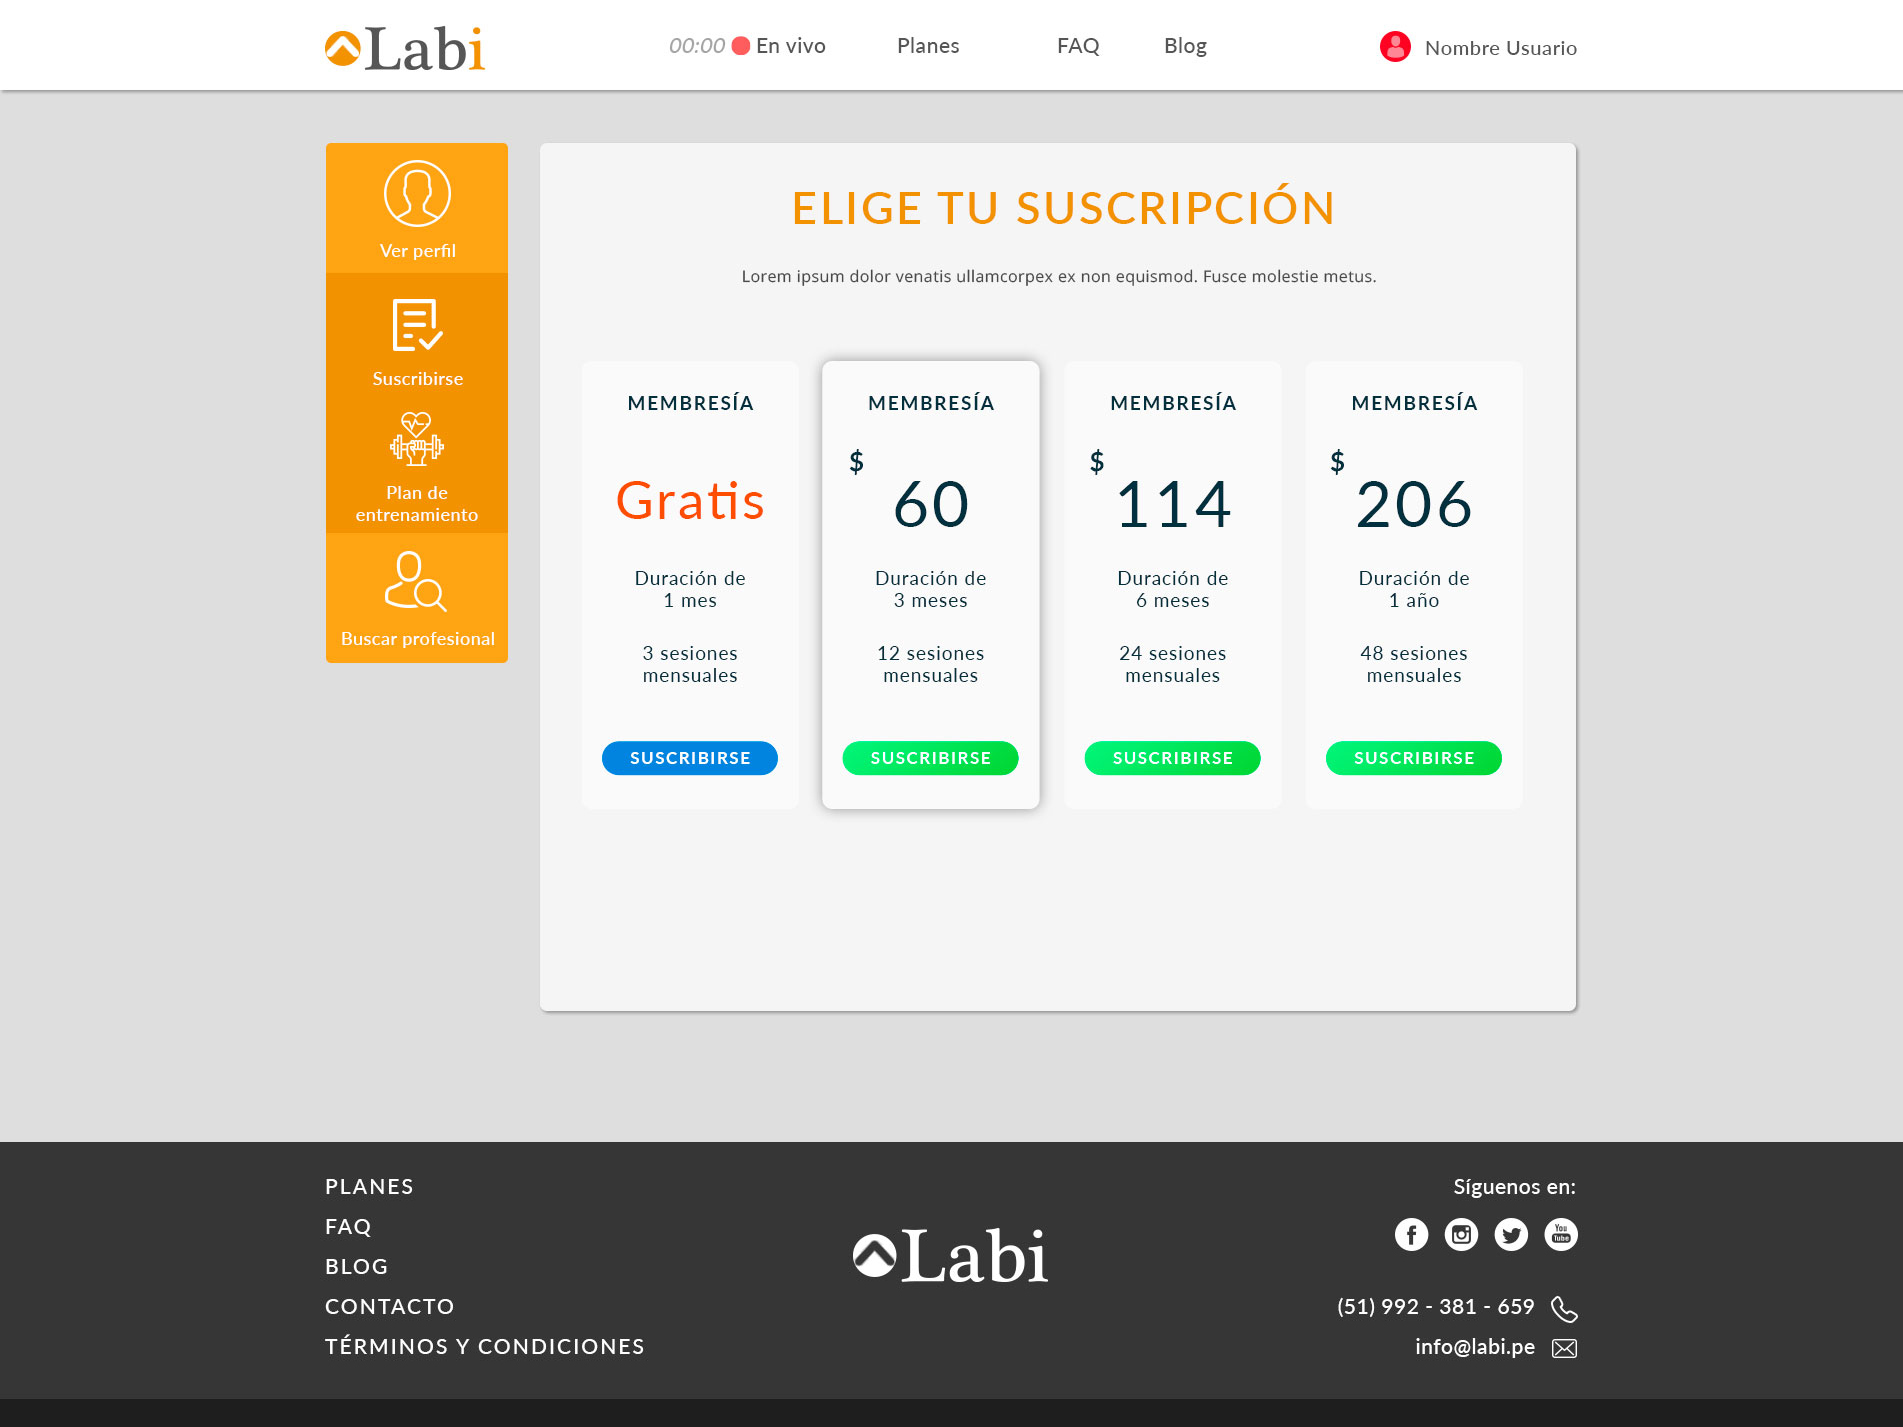 Labi
00:00 En vivo
Planes
FAQ
Blog
Nombre Usuario
Ver perfil
Suscribirse
Plan de
entrenamiento
Buscar profesional
ELIGE TU SUSCRIPCIÓN
Lorem ipsum dolor venatis ullamcorpex ex non equismod. Fusce molestie metus.
MEMBRESÍA
Gratis
Duración de
1 mes
3 sesiones
mensuales
SUSCRIBIRSE
MEMBRESÍA
$ 60
Duración de
3 meses
12 sesiones
mensuales
SUSCRIBIRSE
MEMBRESÍA
$ 114
Duración de
6 meses
24 sesiones
mensuales
SUSCRIBIRSE
MEMBRESÍA
$ 206
Duración de
1 año
48 sesiones
mensuales
SUSCRIBIRSE
PLANES
FAQ
BLOG
CONTACTO
TÉRMINOS Y CONDICIONES
Labi
Síguenos en:
You
Tube
(51) 992 - 381 - 659
info@labi.pe